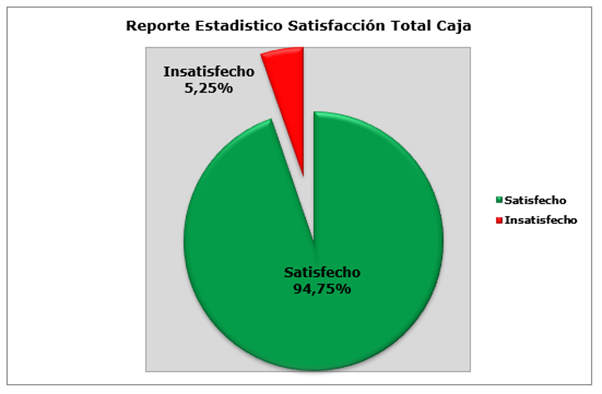 Reporte Estadistico Satisfacción Total Caja
Insatisfecho
5,25%
Satisfecho
94,75%
Satisfecho
Insatisfecho